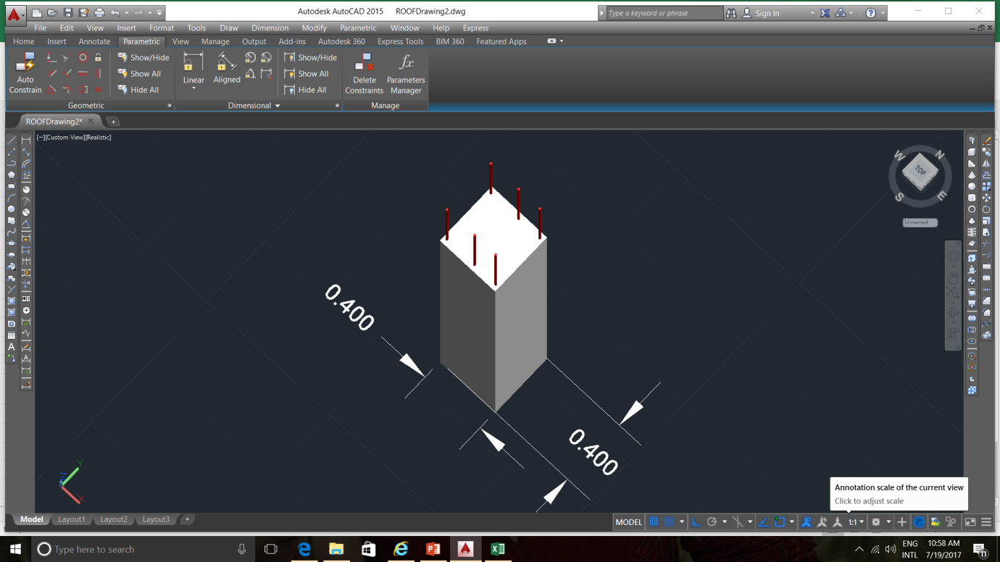 Autodesk AutoCAD 2015 ROOFDrawing2.dwg
Type a keyword or phrase
Sign In
File Edit View Insert Format Tools Draw Dimension Modify Parametric Window Help Express
Home Insert Annotate Parametric View Manage Output Add-ins Autodesk 360 Express Tools BIM 360 Featured Apps
Auto
Constrain
Show/Hide
Show All
Hide All
Geometric
Linear
Aligned
Show/Hide
Show All
Hide All
Dimensional
Delete
Constraints
Parameters
Manager
Manage
ROOFDrawing2*
[−][Custom View][Realistic]
N
W
TOP
S
E
Unnamed
0.400
0.400
Y
Z
X
Annotation scale of the current view
Click to adjust scale
Model Layout1 Layout2 Layout3
MODEL
1:1
Type here to search
ENG
INTL
10:58 AM
7/19/2017
11